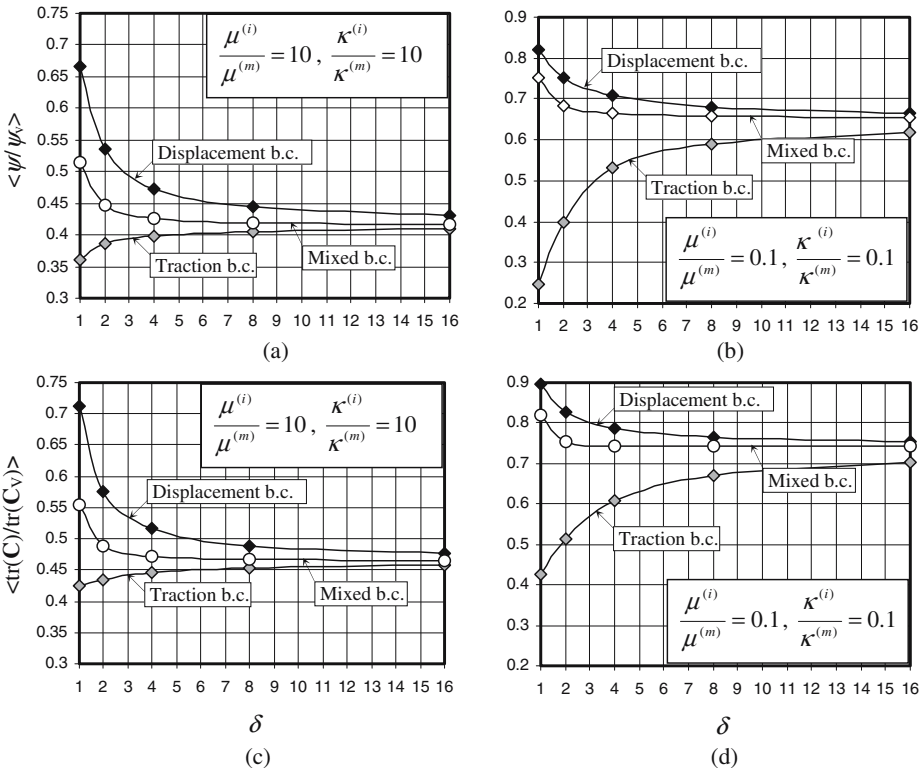 0.75
0.7
0.65
0.6
0.55
0.5
0.45
0.4
0.35
0.3
<ψ/ψᵥ>
μ⁽ⁱ⁾/μ⁽ᵐ⁾ = 10 , κ⁽ⁱ⁾/κ⁽ᵐ⁾ = 10
Displacement b.c.
Traction b.c.
Mixed b.c.
1 2 3 4 5 6 7 8 9 10 11 12 13 14 15 16
(a)
0.9
0.8
0.7
0.6
0.5
0.4
0.3
0.2
Displacement b.c.
Mixed b.c.
Traction b.c.
μ⁽ⁱ⁾/μ⁽ᵐ⁾ = 0.1 , κ⁽ⁱ⁾/κ⁽ᵐ⁾ = 0.1
1 2 3 4 5 6 7 8 9 10 11 12 13 14 15 16
(b)
0.75
0.7
0.65
0.6
0.55
0.5
0.45
0.4
0.35
0.3
<tr(C)/tr(Cᵥ)>
μ⁽ⁱ⁾/μ⁽ᵐ⁾ = 10 , κ⁽ⁱ⁾/κ⁽ᵐ⁾ = 10
Displacement b.c.
Traction b.c.
Mixed b.c.
1 2 3 4 5 6 7 8 9 10 11 12 13 14 15 16
δ
(c)
0.9
0.8
0.7
0.6
0.5
0.4
0.3
0.2
Displacement b.c.
Mixed b.c.
Traction b.c.
μ⁽ⁱ⁾/μ⁽ᵐ⁾ = 0.1 , κ⁽ⁱ⁾/κ⁽ᵐ⁾ = 0.1
1 2 3 4 5 6 7 8 9 10 11 12 13 14 15 16
δ
(d)